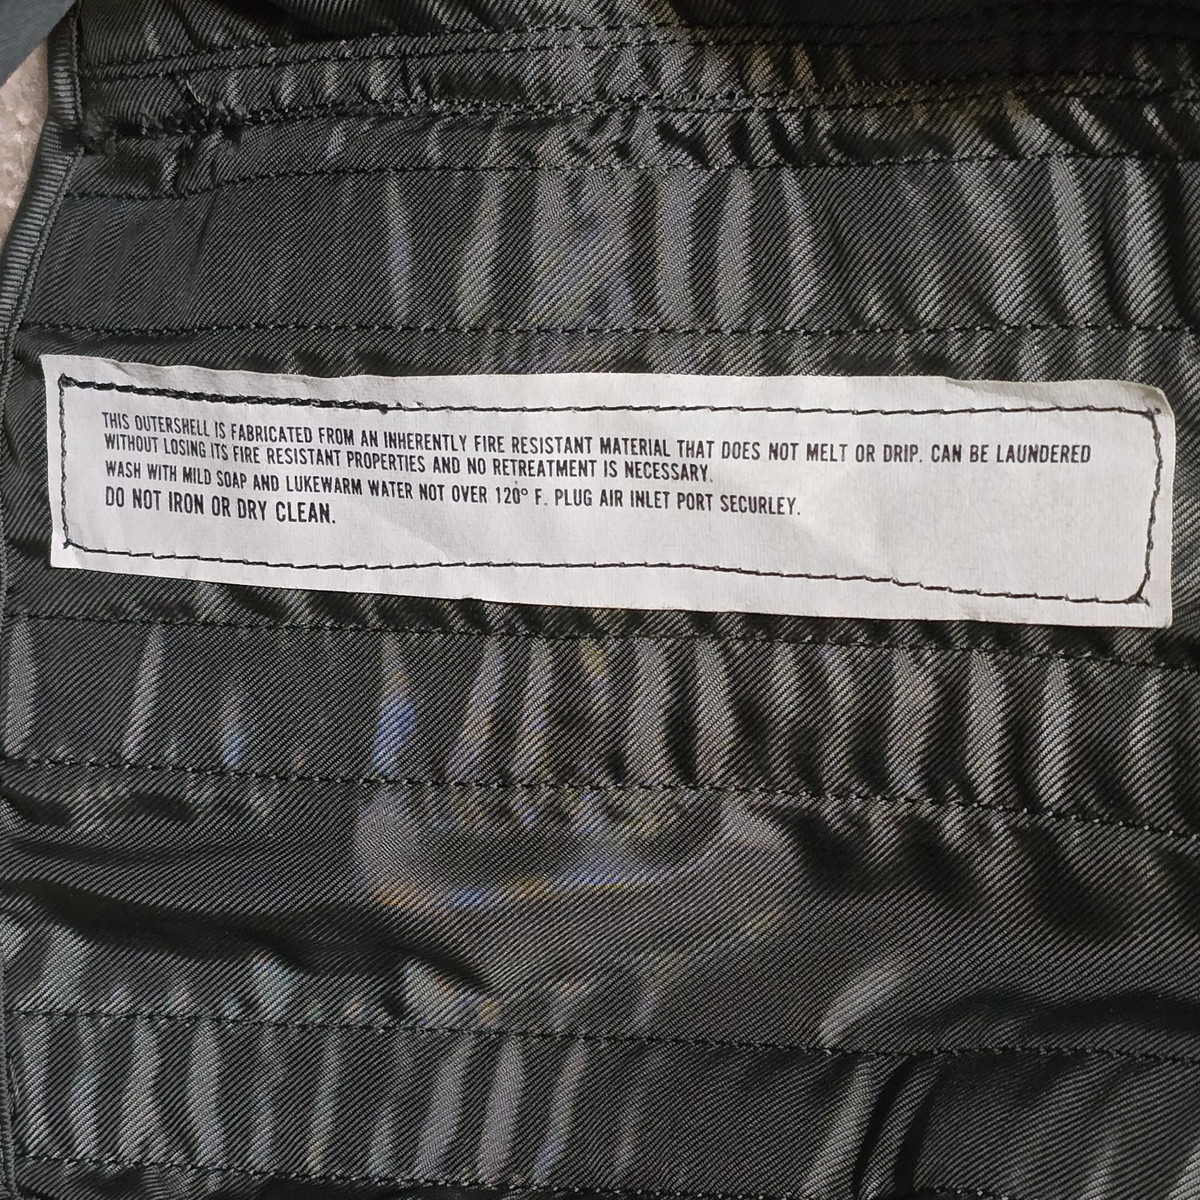 THIS OUTERSHELL IS FABRICATED FROM AN INHERENTLY FIRE RESISTANT MATERIAL THAT DOES NOT MELT OR DRIP. CAN BE LAUNDERED
WITHOUT LOSING ITS FIRE RESISTANT PROPERTIES AND NO RETREATMENT IS NECESSARY.
WASH WITH MILD SOAP AND LUKEWARM WATER NOT OVER 120° F. PLUG AIR INLET PORT SECURLEY.
DO NOT IRON OR DRY CLEAN.